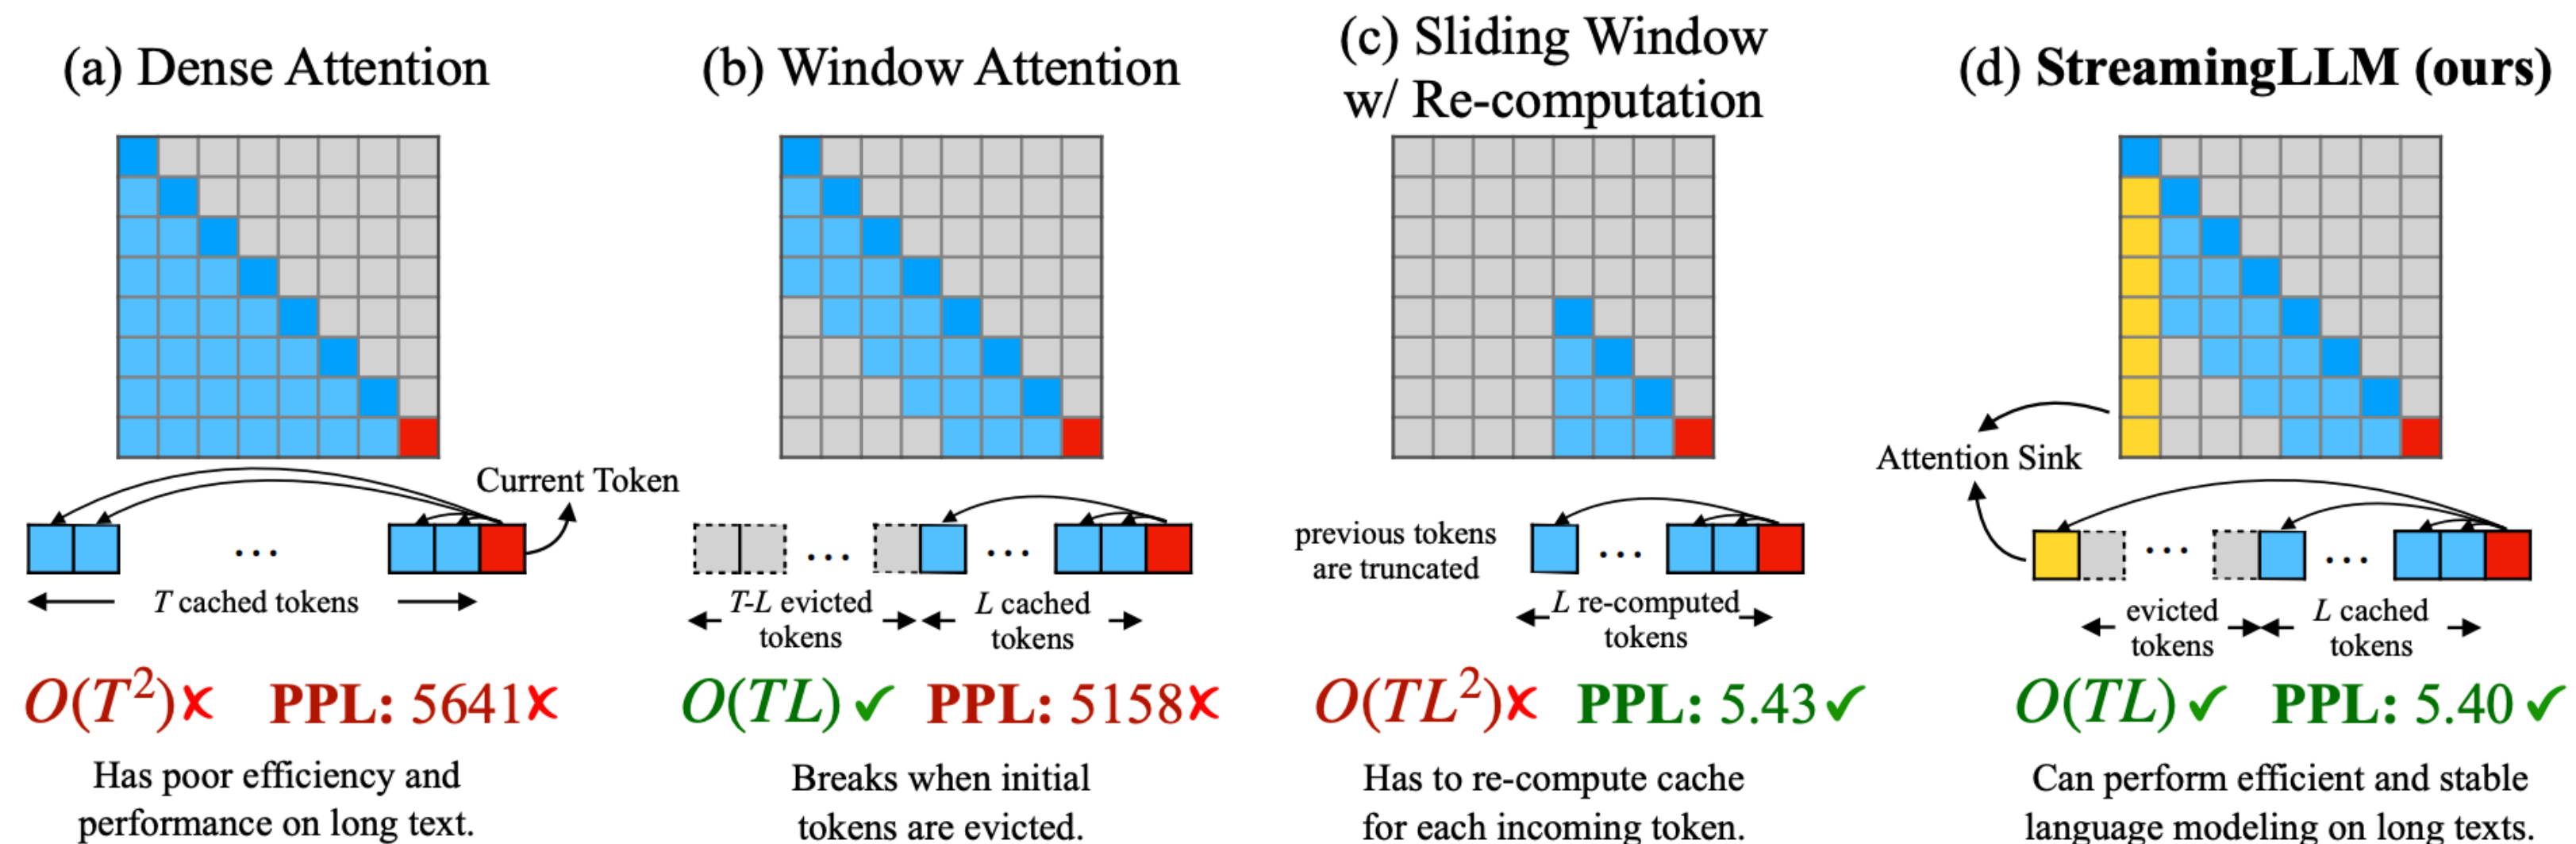 (a) Dense Attention
Current Token
...
T cached tokens
O(T²)✗ PPL: 5641✗
Has poor efficiency and
performance on long text.
(b) Window Attention
... ...
T-L evicted
tokens
L cached
tokens
O(TL) ✓ PPL: 5158✗
Breaks when initial
tokens are evicted.
(c) Sliding Window
w/ Re-computation
previous tokens
are truncated
...
L re-computed
tokens
O(TL²)✗ PPL: 5.43 ✓
Has to re-compute cache
for each incoming token.
(d) StreamingLLM (ours)
Attention Sink
... ...
evicted
tokens
L cached
tokens
O(TL) ✓ PPL: 5.40 ✓
Can perform efficient and stable
language modeling on long texts.